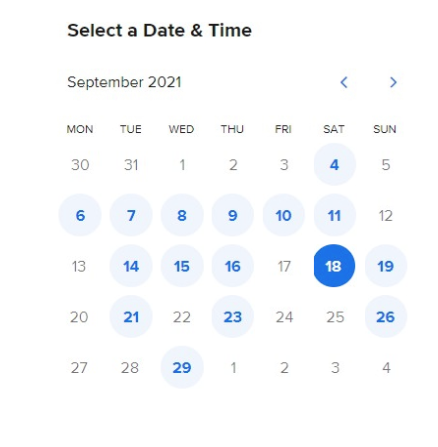 Select a Date & Time
September 2021
MON TUE WED THU FRI SAT SUN
30 31 1 2 3 4 5
6 7 8 9 10 11 12
13 14 15 16 17 18 19
20 21 22 23 24 25 26
27 28 29 1 2 3 4